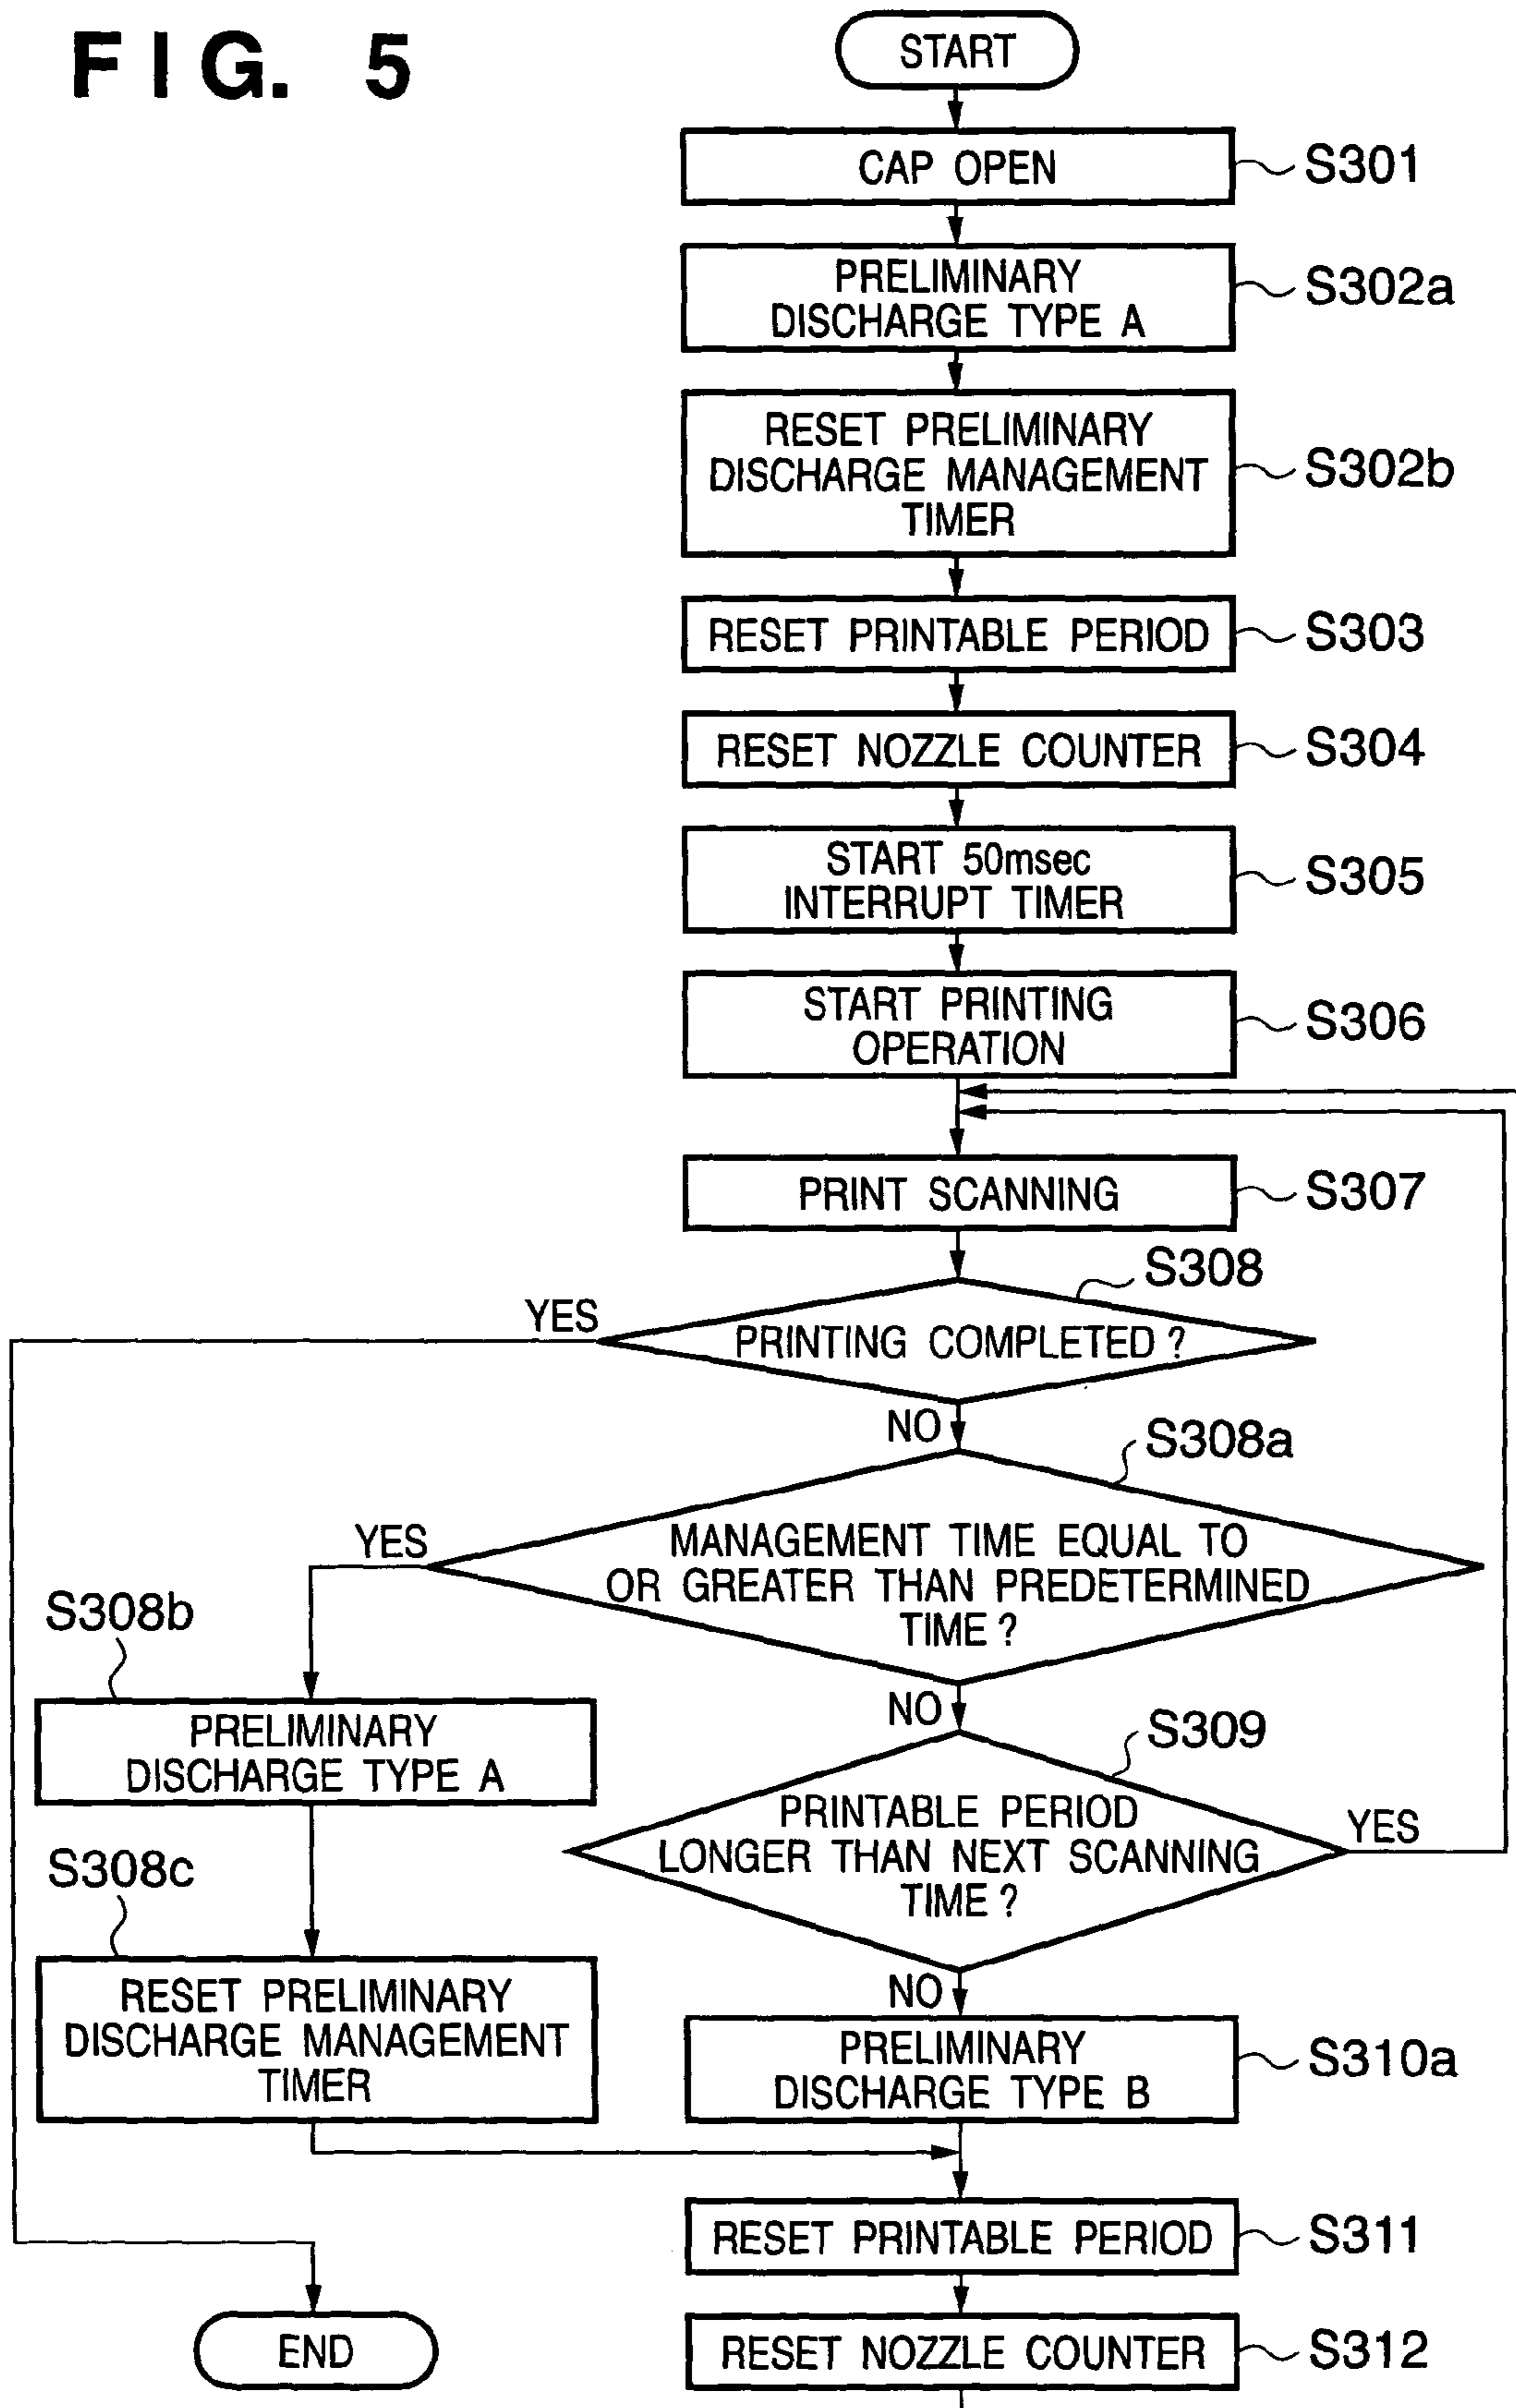 FIG. 5
START
CAP OPEN
S301
PRELIMINARY
DISCHARGE TYPE A
S302a
RESET PRELIMINARY
DISCHARGE MANAGEMENT
TIMER
S302b
RESET PRINTABLE PERIOD
S303
RESET NOZZLE COUNTER
S304
START 50msec
INTERRUPT TIMER
S305
START PRINTING
OPERATION
S306
PRINT SCANNING
S307
S308
YES
PRINTING COMPLETED ?
NO
S308a
YES
MANAGEMENT TIME EQUAL TO
OR GREATER THAN PREDETERMINED
TIME ?
S308b
PRELIMINARY
DISCHARGE TYPE A
NO
S309
PRINTABLE PERIOD
LONGER THAN NEXT SCANNING
TIME ?
YES
S308c
RESET PRELIMINARY
DISCHARGE MANAGEMENT
TIMER
NO
PRELIMINARY
DISCHARGE TYPE B
S310a
RESET PRINTABLE PERIOD
S311
END
RESET NOZZLE COUNTER
S312